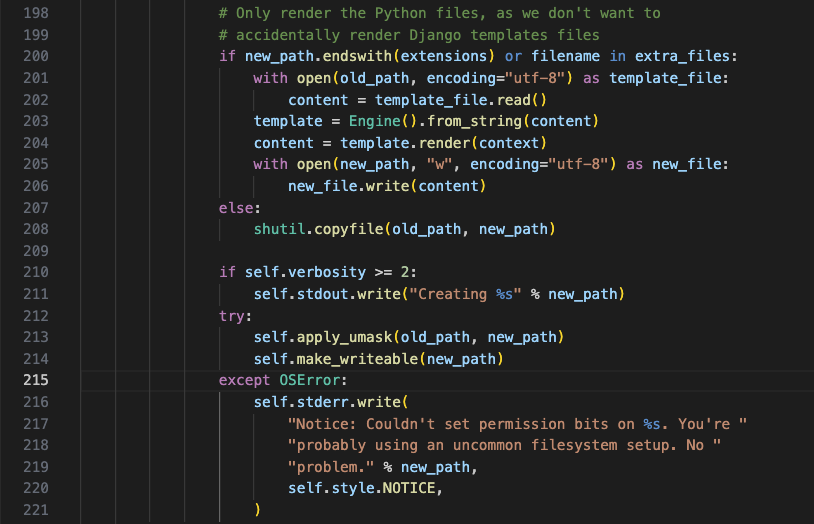 198 # Only render the Python files, as we don't want to
199 # accidentally render Django templates files
200 if new_path.endswith(extensions) or filename in extra_files:
201 with open(old_path, encoding="utf-8") as template_file:
202 content = template_file.read()
203 template = Engine().from_string(content)
204 content = template.render(context)
205 with open(new_path, "w", encoding="utf-8") as new_file:
206 new_file.write(content)
207 else:
208 shutil.copyfile(old_path, new_path)
209
210 if self.verbosity >= 2:
211 self.stdout.write("Creating %s" % new_path)
212 try:
213 self.apply_umask(old_path, new_path)
214 self.make_writeable(new_path)
215 except OSError:
216 self.stderr.write(
217 "Notice: Couldn't set permission bits on %s. You're "
218 "probably using an uncommon filesystem setup. No "
219 "problem." % new_path,
220 self.style.NOTICE,
221 )